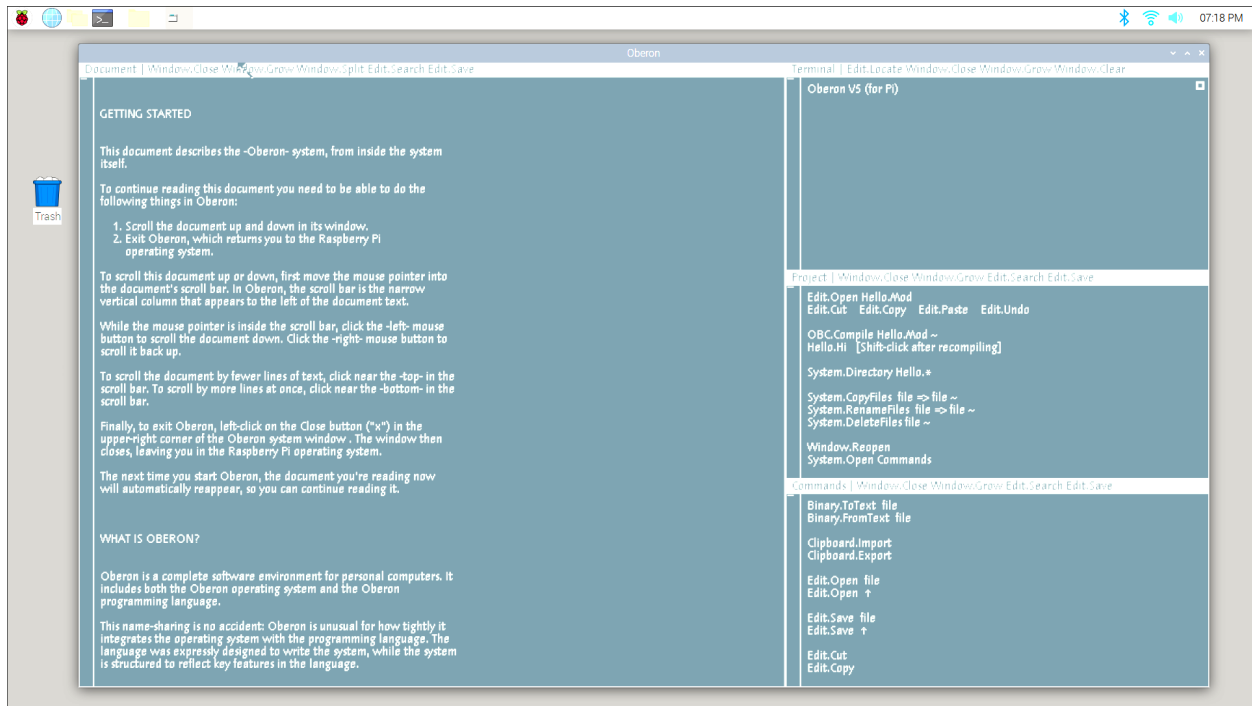 07:18 PM
Oberon
Document | Window.Close Window.Grow Window.Split Edit.Search Edit.Save
GETTING STARTED
This document describes the -Oberon- system, from inside the system
itself.
To continue reading this document you need to be able to do the
following things in Oberon:
1. Scroll the document up and down in its window.
2. Exit Oberon, which returns you to the Raspberry Pi
operating system.
To scroll this document up or down, first move the mouse pointer into
the document's scroll bar. In Oberon, the scroll bar is the narrow
vertical column that appears to the left of the document text.
While the mouse pointer is inside the scroll bar, click the -left- mouse
button to scroll the document down. Click the -right- mouse button to
scroll it back up.
To scroll the document by fewer lines of text, click near the -top- in the
scroll bar. To scroll by more lines at once, click near the -bottom- in the
scroll bar.
Finally, to exit Oberon, left-click on the Close button ("x") in the
upper-right corner of the Oberon system window . The window then
closes, leaving you in the Raspberry Pi operating system.
The next time you start Oberon, the document you're reading now
will automatically reappear, so you can continue reading it.
WHAT IS OBERON?
Oberon is a complete software environment for personal computers. It
includes both the Oberon operating system and the Oberon
programming language.
This name-sharing is no accident: Oberon is unusual for how tightly it
integrates the operating system with the programming language. The
language was expressly designed to write the system, while the system
is structured to reflect key features in the language.
Terminal | Edit.Locate Window.Close Window.Grow Window.Clear
Oberon V5 (for Pi)
Project | Window.Close Window.Grow Edit.Search Edit.Save
Edit.Open Hello.Mod
Edit.Cut Edit.Copy Edit.Paste Edit.Undo
OBC.Compile Hello.Mod ~
Hello.Hi [Shift-click after recompiling]
System.Directory Hello.*
System.CopyFiles file => file ~
System.RenameFiles file => file ~
System.DeleteFiles file ~
Window.Reopen
System.Open Commands
Commands | Window.Close Window.Grow Edit.Search Edit.Save
Binary.ToText file
Binary.FromText file
Clipboard.Import
Clipboard.Export
Edit.Open file
Edit.Open ↑
Edit.Save file
Edit.Save ↑
Edit.Cut
Edit.Copy
Trash